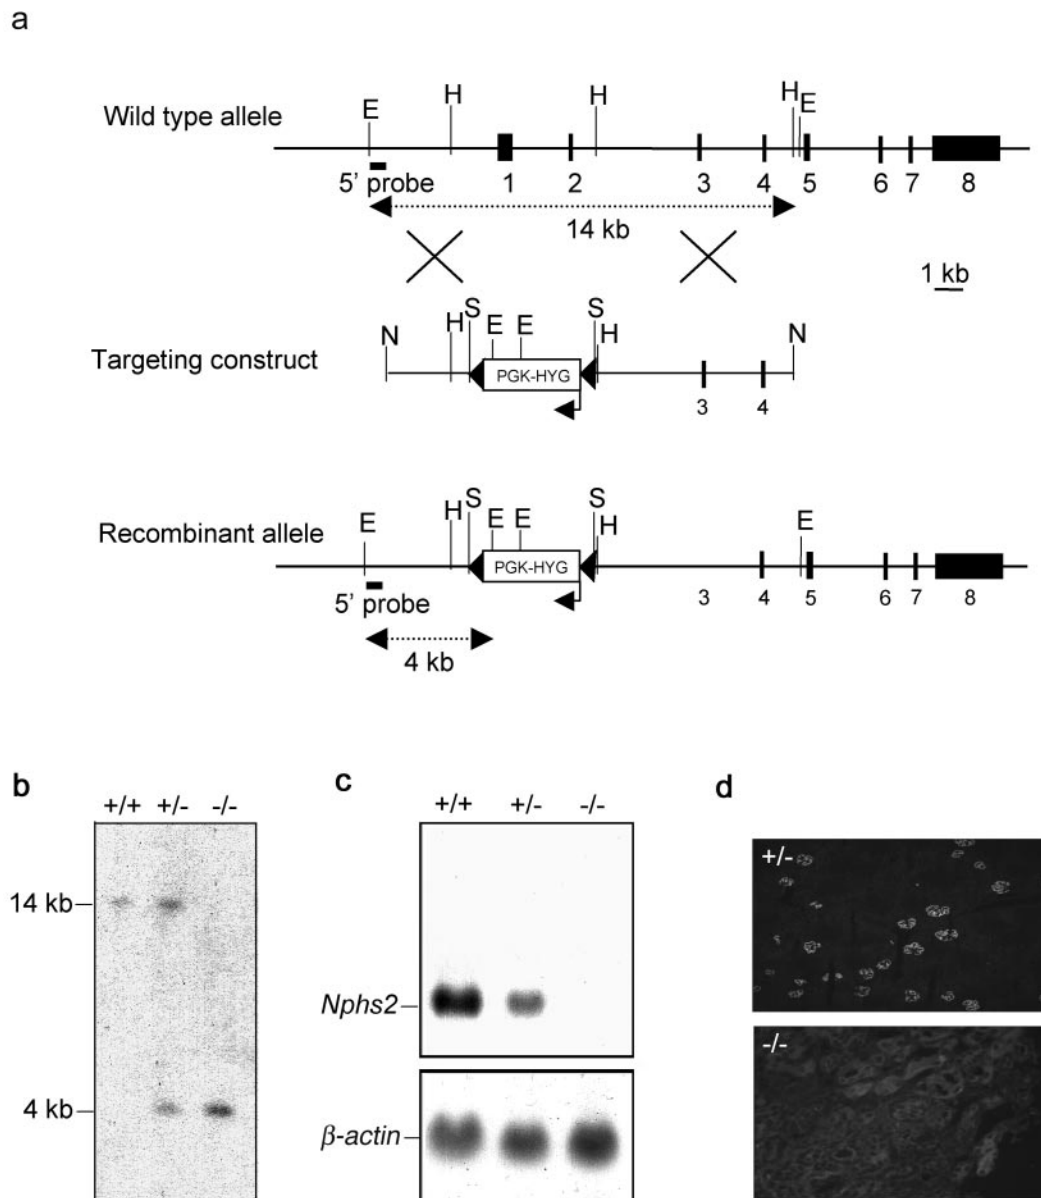 a
Wild type allele
E H H H E
5' probe 1 2 3 4 5 6 7 8
14 kb
1 kb
Targeting construct
N H S E E S H N
PGK-HYG
3 4
Recombinant allele
E H S E E S H E
PGK-HYG
5' probe 3 4 5 6 7 8
4 kb
b
+/+ +/- -/-
14 kb
4 kb
c
+/+ +/- -/-
Nphs2
β-actin
d
+/-
-/-